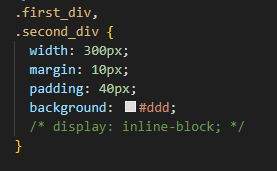 .first_div,
.second_div {
  width: 300px;
  margin: 10px;
  padding: 40px;
  background: #ddd;
  /* display: inline-block; */
}